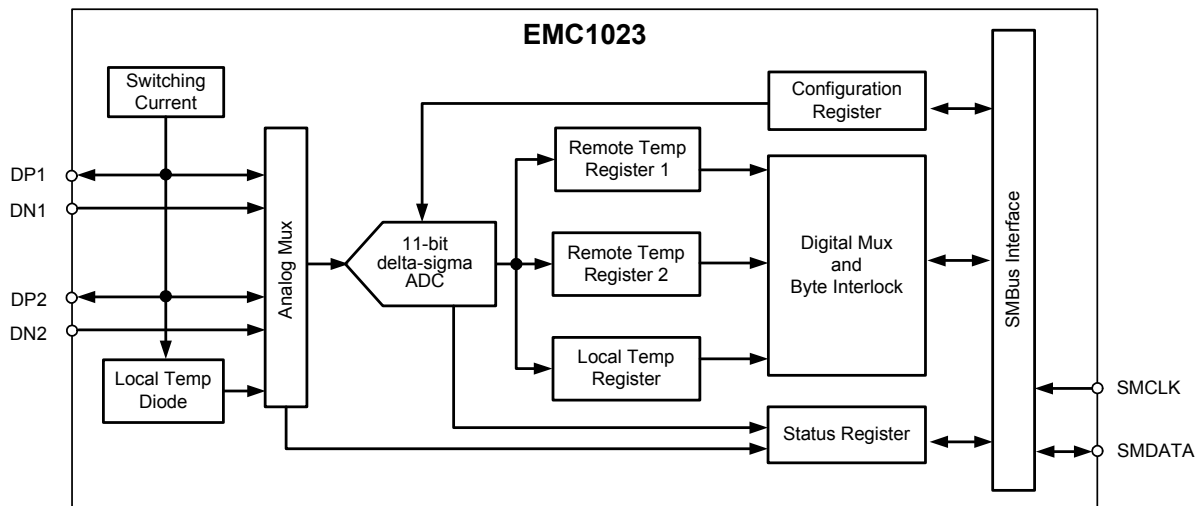 EMC1023
Switching
Current
Configuration
Register
DP1
DN1
DP2
DN2
Analog Mux
11-bit
delta-sigma
ADC
Remote Temp
Register 1
Remote Temp
Register 2
Local Temp
Register
Digital Mux
and
Byte Interlock
SMBus Interface
Local Temp
Diode
Status Register
SMCLK
SMDATA